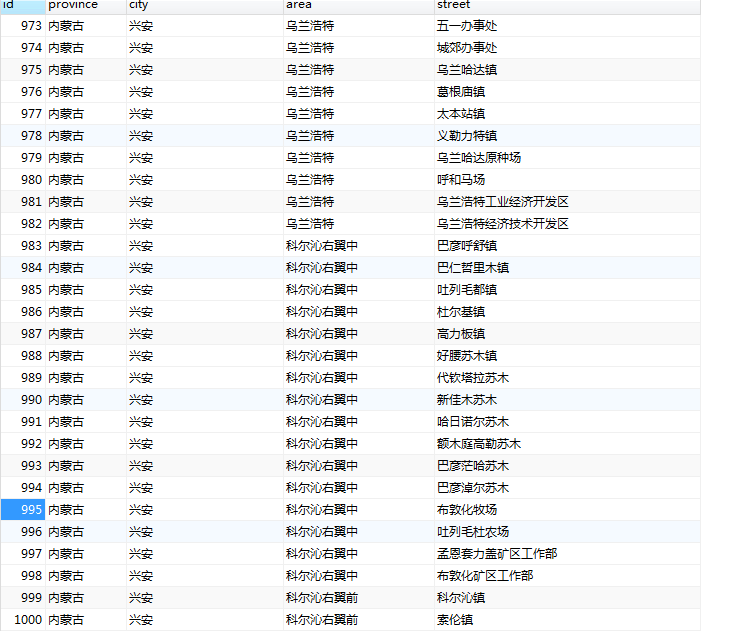 id province city area street
973 内蒙古 兴安 乌兰浩特 五一办事处
974 内蒙古 兴安 乌兰浩特 城郊办事处
975 内蒙古 兴安 乌兰浩特 乌兰哈达镇
976 内蒙古 兴安 乌兰浩特 葛根庙镇
977 内蒙古 兴安 乌兰浩特 太本站镇
978 内蒙古 兴安 乌兰浩特 义勒力特镇
979 内蒙古 兴安 乌兰浩特 乌兰哈达原种场
980 内蒙古 兴安 乌兰浩特 呼和马场
981 内蒙古 兴安 乌兰浩特 乌兰浩特工业经济开发区
982 内蒙古 兴安 乌兰浩特 乌兰浩特经济技术开发区
983 内蒙古 兴安 科尔沁右翼中 巴彦呼舒镇
984 内蒙古 兴安 科尔沁右翼中 巴仁哲里木镇
985 内蒙古 兴安 科尔沁右翼中 吐列毛都镇
986 内蒙古 兴安 科尔沁右翼中 杜尔基镇
987 内蒙古 兴安 科尔沁右翼中 高力板镇
988 内蒙古 兴安 科尔沁右翼中 好腰苏木镇
989 内蒙古 兴安 科尔沁右翼中 代钦塔拉苏木
990 内蒙古 兴安 科尔沁右翼中 新佳木苏木
991 内蒙古 兴安 科尔沁右翼中 哈日诺尔苏木
992 内蒙古 兴安 科尔沁右翼中 额木庭高勒苏木
993 内蒙古 兴安 科尔沁右翼中 巴彦茫哈苏木
994 内蒙古 兴安 科尔沁右翼中 巴彦淖尔苏木
995 内蒙古 兴安 科尔沁右翼中 布敦化牧场
996 内蒙古 兴安 科尔沁右翼中 吐列毛杜农场
997 内蒙古 兴安 科尔沁右翼中 孟恩套力盖矿区工作部
998 内蒙古 兴安 科尔沁右翼中 布敦化矿区工作部
999 内蒙古 兴安 科尔沁右翼前 科尔沁镇
1000 内蒙古 兴安 科尔沁右翼前 索伦镇